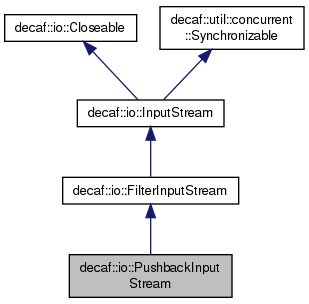 decaf::io::Closeable
decaf::util::concurrent
::Synchronizable
decaf::io::InputStream
decaf::io::FilterInputStream
decaf::io::PushbackInput
Stream